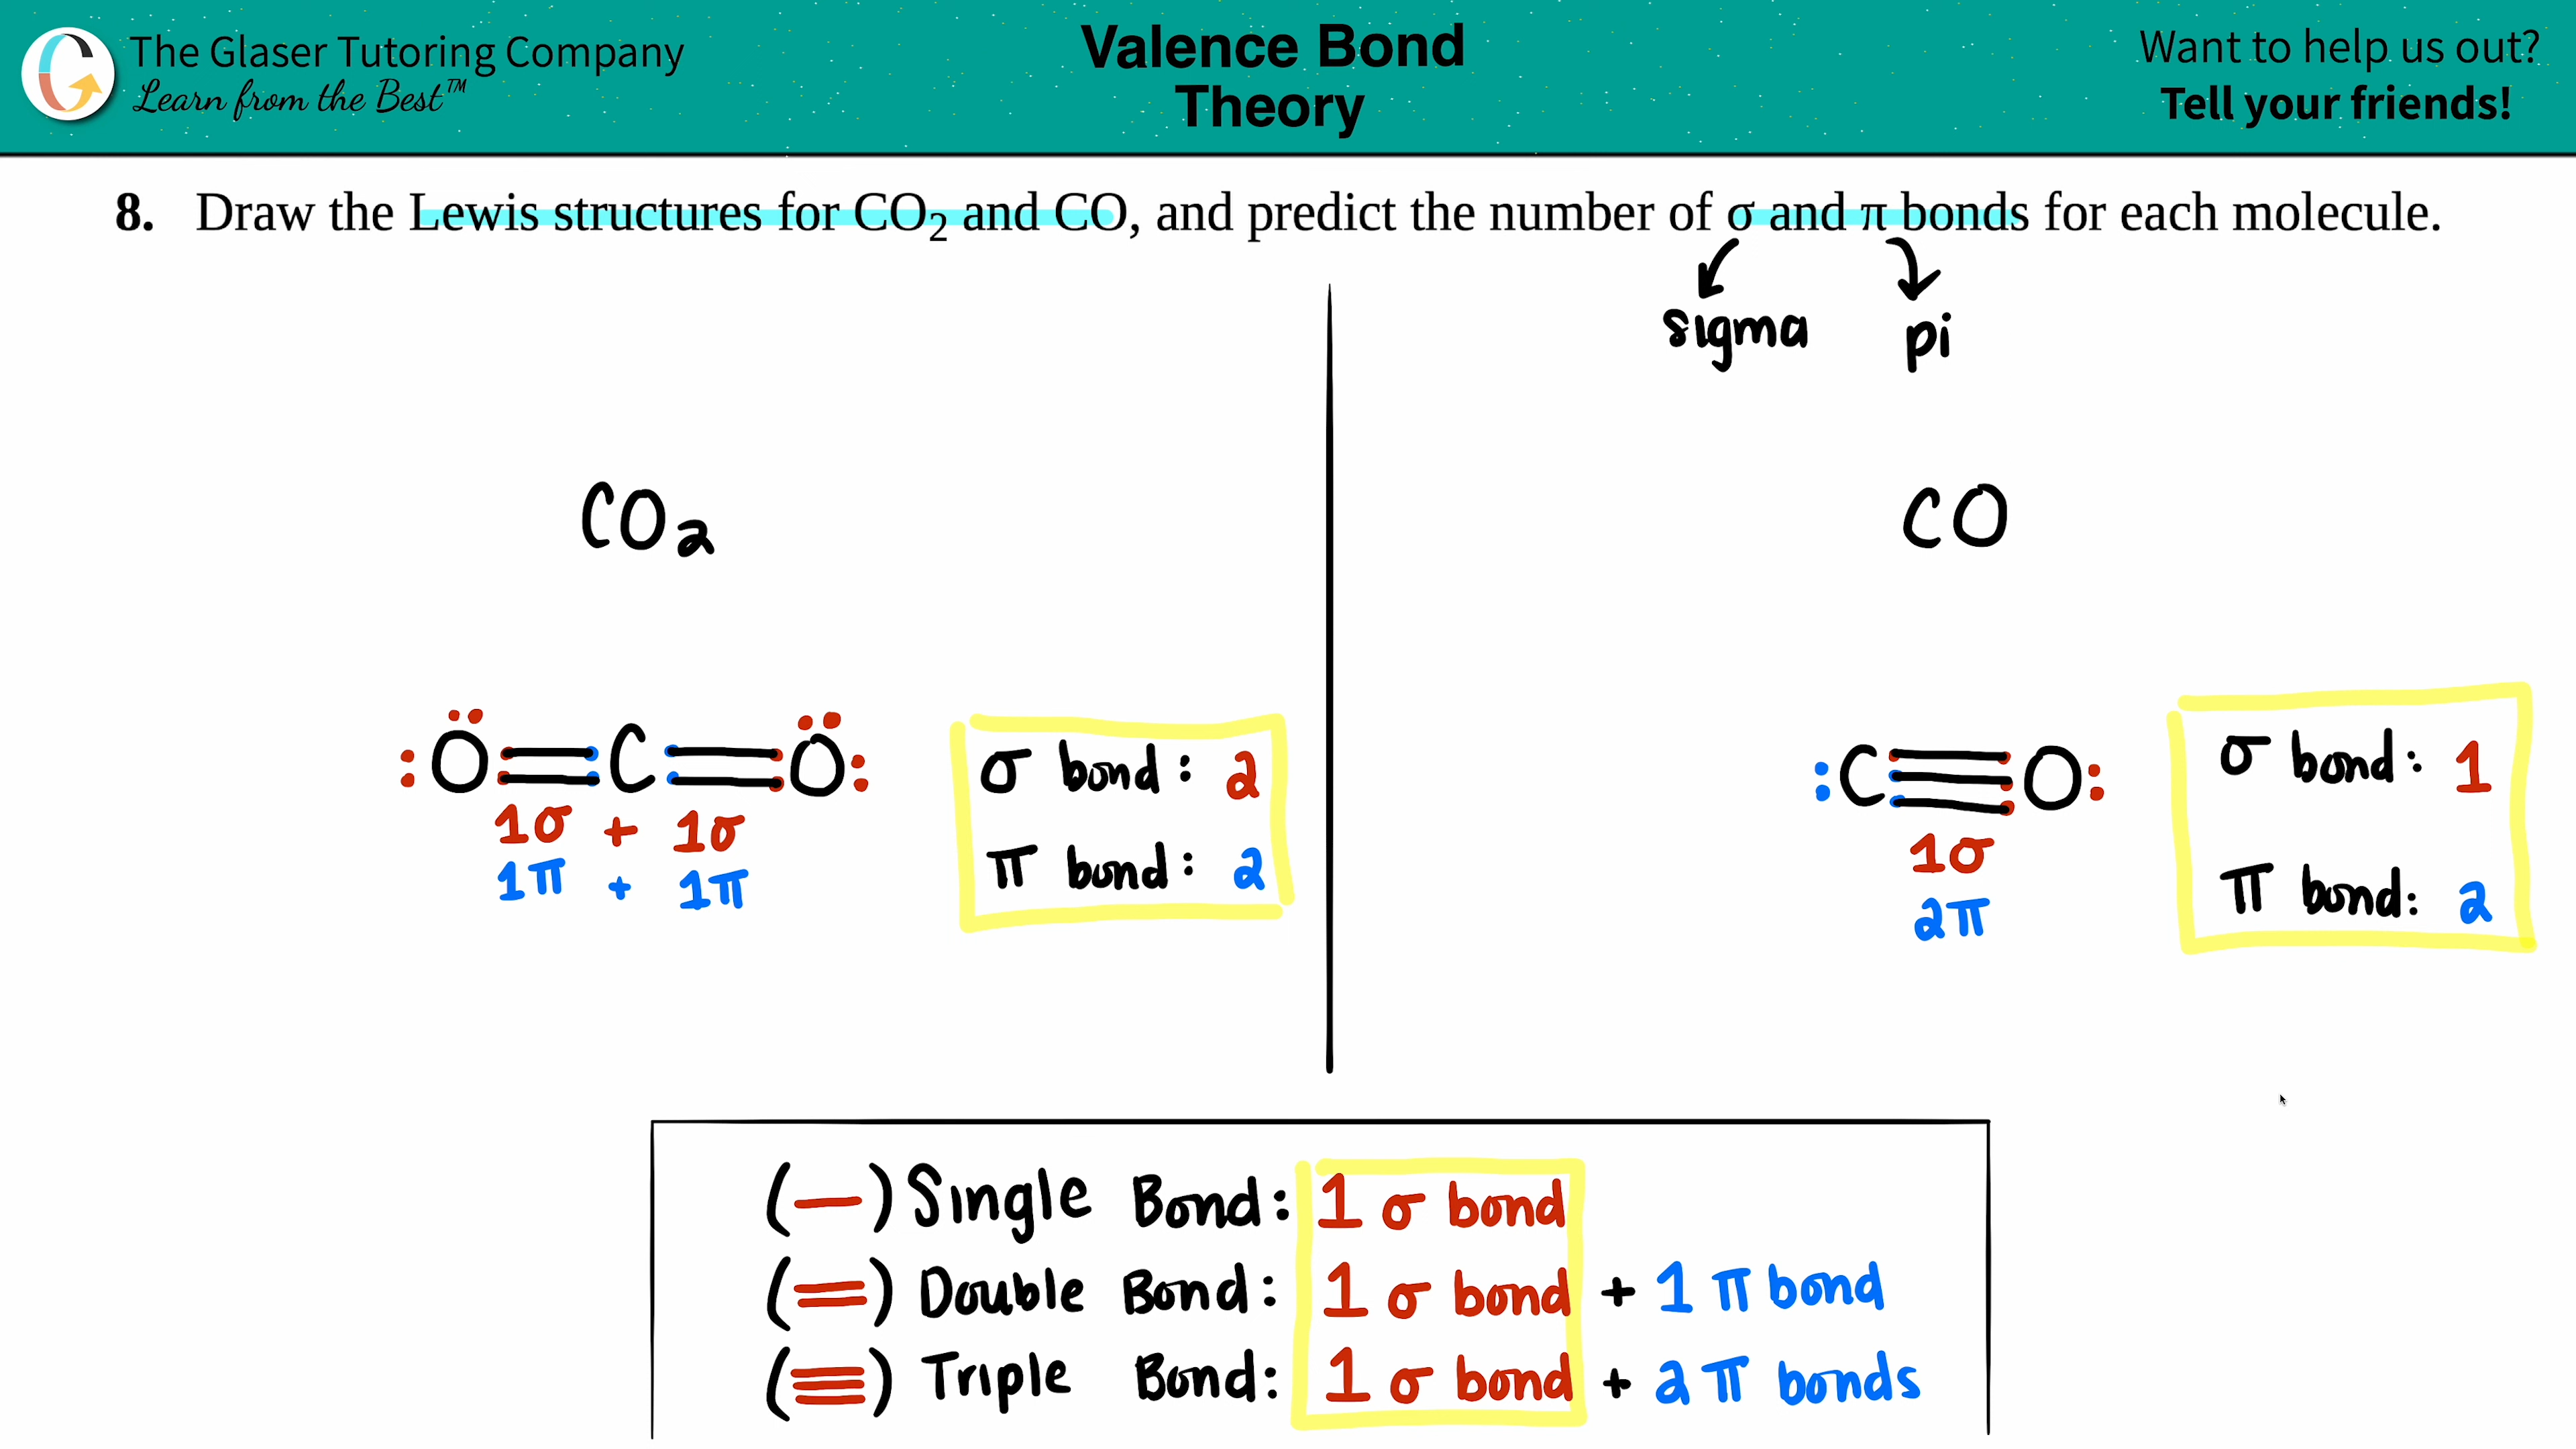 The Glaser Tutoring Company
Learn from the Best™
Valence Bond
Theory
Want to help us out?
Tell your friends!
8. Draw the Lewis structures for CO₂ and CO, and predict the number of σ and π bonds for each molecule.
sigma pi
CO₂
CO
:Ö=C=Ö:
1σ + 1σ
1π + 1π
σ bond: 2
π bond: 2
:C≡O:
1σ
2π
σ bond: 1
π bond: 2
(—) Single Bond: 1 σ bond
(=) Double Bond: 1 σ bond + 1 π bond
(≡) Triple Bond: 1 σ bond + 2 π bonds